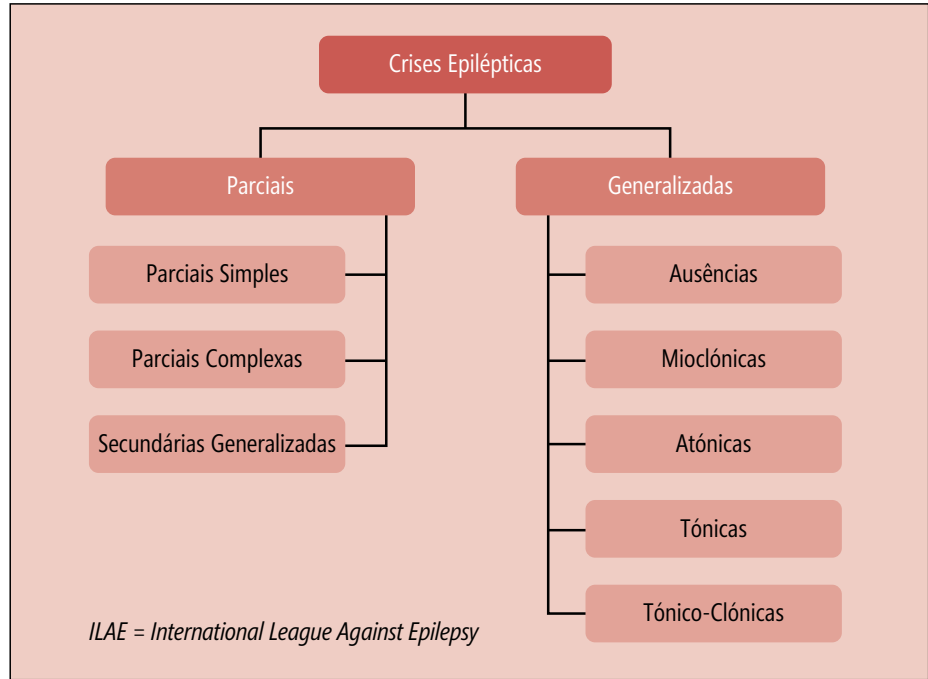 Crises Epilépticas
Parciais
Generalizadas
Parciais Simples
Parciais Complexas
Secundárias Generalizadas
Ausências
Mioclónicas
Atónicas
Tónicas
Tónico-Clónicas
ILAE = International League Against Epilepsy